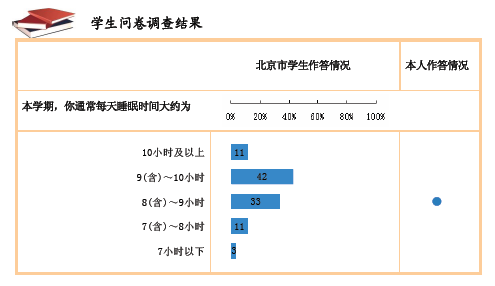 学生问卷调查结果
北京市学生作答情况 本人作答情况
本学期，你通常每天睡眠时间大约为
0% 20% 40% 60% 80% 100%
10小时及以上 11
9(含)～10小时 42
8(含)～9小时 33
7(含)～8小时 11
7小时以下 3